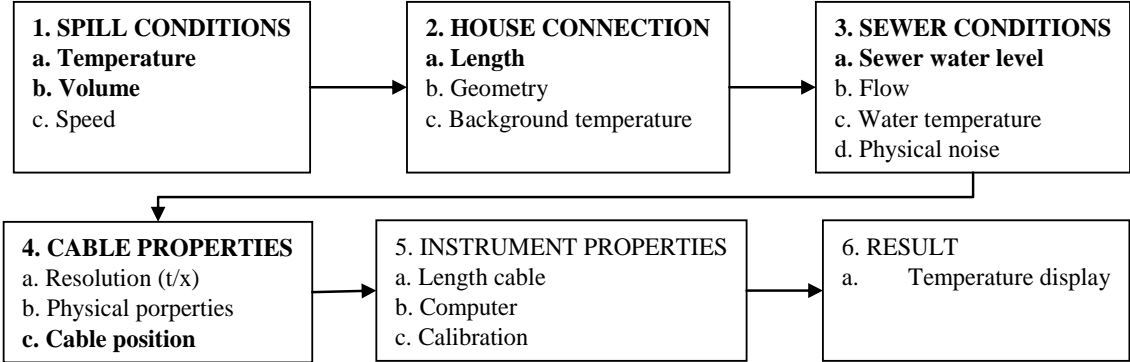 1. SPILL CONDITIONS
a. Temperature
b. Volume
c. Speed
2. HOUSE CONNECTION
a. Length
b. Geometry
c. Background temperature
3. SEWER CONDITIONS
a. Sewer water level
b. Flow
c. Water temperature
d. Physical noise
4. CABLE PROPERTIES
a. Resolution (t/x)
b. Physical porperties
c. Cable position
5. INSTRUMENT PROPERTIES
a. Length cable
b. Computer
c. Calibration
6. RESULT
a. Temperature display